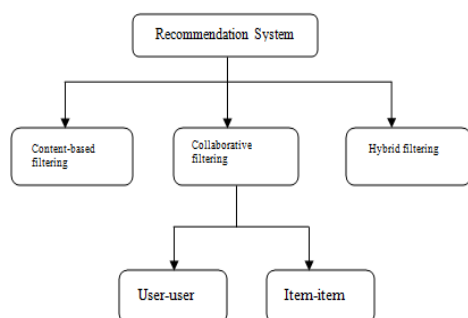 Recommendation System
Content-based
filtering
Collaborative
filtering
Hybrid filtering
User-user
Item-item